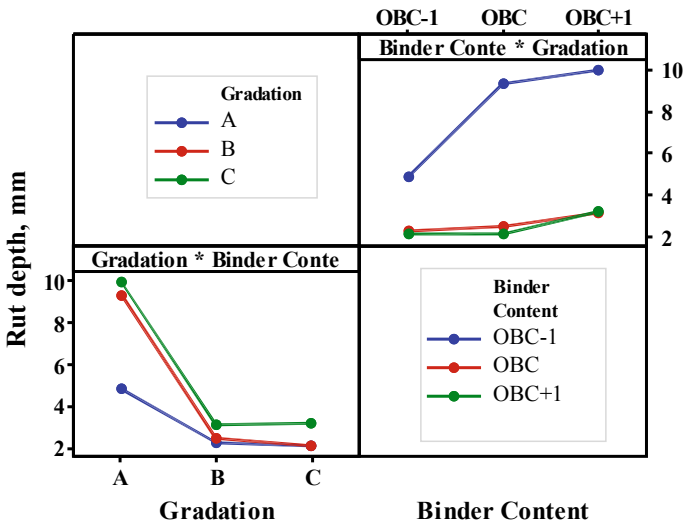 OBC-1 OBC OBC+1
Binder Conte * Gradation
Gradation
A
B
C
10
8
6
4
2
Rut depth, mm
Gradation * Binder Conte
10
8
6
4
2
Binder
Content
OBC-1
OBC
OBC+1
A B C
Gradation Binder Content